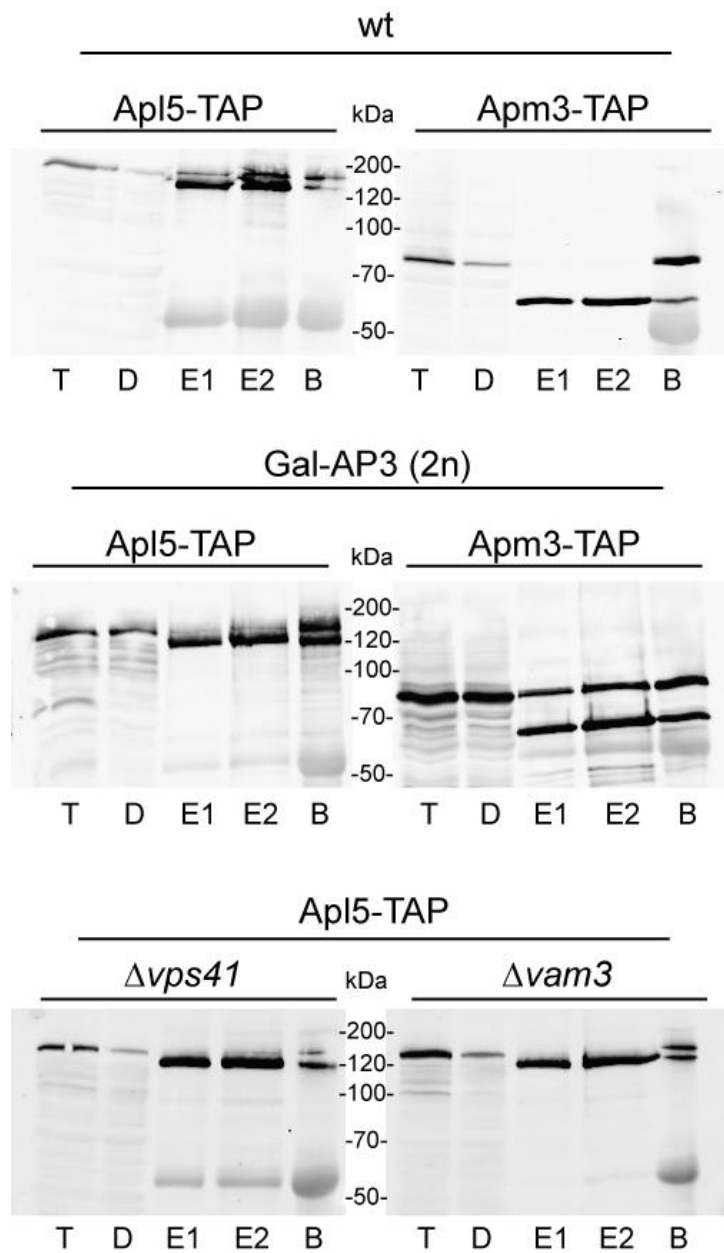 wt
Apl5-TAP kDa Apm3-TAP
-200-
-120-
-100-
-70-
-50-
T D E1 E2 B T D E1 E2 B
Gal-AP3 (2n)
Apl5-TAP kDa Apm3-TAP
-200-
-120-
-100-
-70-
-50-
T D E1 E2 B T D E1 E2 B
Apl5-TAP
Δvps41 kDa Δvam3
-200-
-120-
-100-
-70-
-50-
T D E1 E2 B T D E1 E2 B